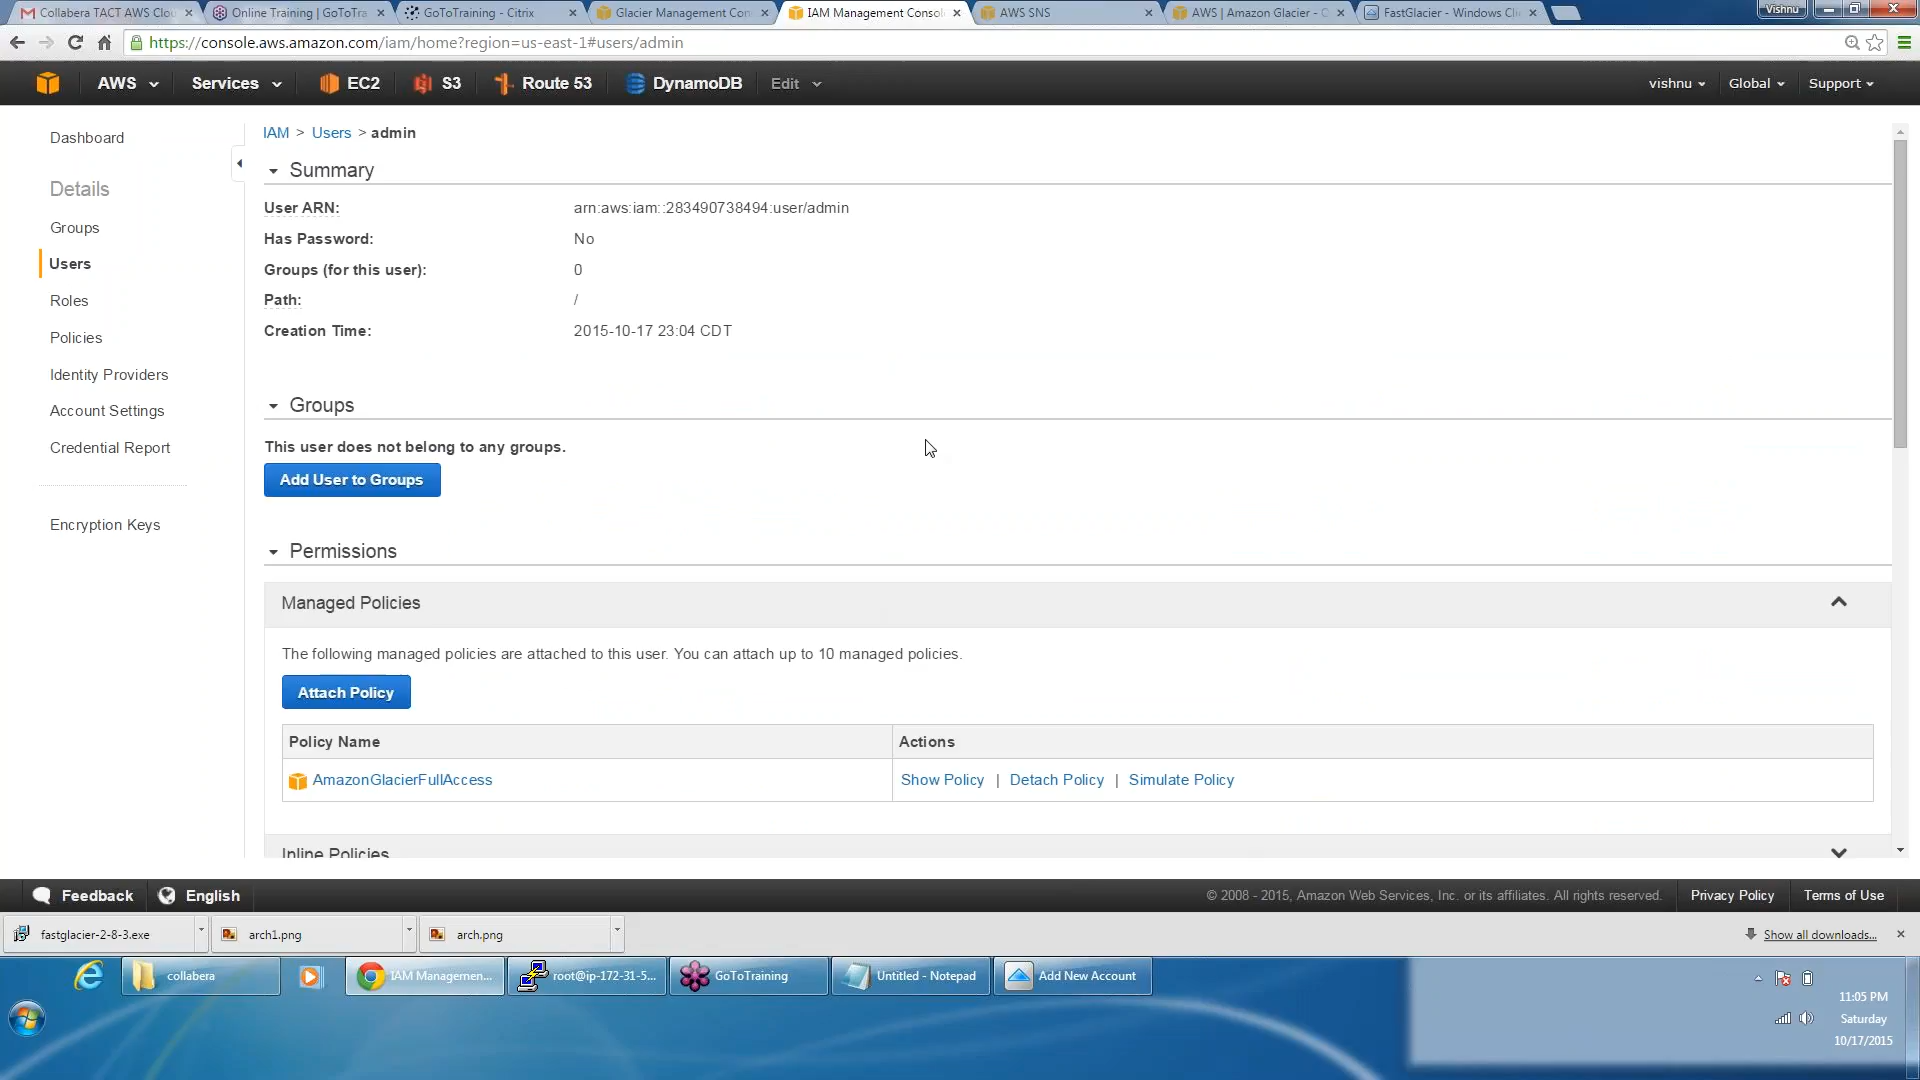 Collabera TACT AWS Clou
Online Training | GoToTra
GoToTraining - Citrix
Glacier Management Con
IAM Management Consol
AWS SNS
AWS | Amazon Glacier - C
FastGlacier - Windows Cli
Vishnu
https://console.aws.amazon.com/iam/home?region=us-east-1#users/admin
AWS
Services
EC2
S3
Route 53
DynamoDB
Edit
vishnu
Global
Support
Dashboard
Details
Groups
Users
Roles
Policies
Identity Providers
Account Settings
Credential Report
Encryption Keys
IAM > Users > admin
Summary
User ARN: arn:aws:iam::283490738494:user/admin
Has Password: No
Groups (for this user): 0
Path: /
Creation Time: 2015-10-17 23:04 CDT
Groups
This user does not belong to any groups.
Add User to Groups
Permissions
Managed Policies
The following managed policies are attached to this user. You can attach up to 10 managed policies.
Attach Policy
Policy Name Actions
AmazonGlacierFullAccess Show Policy | Detach Policy | Simulate Policy
Inline Policies
Feedback
English
© 2008 - 2015, Amazon Web Services, Inc. or its affiliates. All rights reserved.
Privacy Policy
Terms of Use
fastglacier-2-8-3.exe
arch1.png
arch.png
Show all downloads...
collabera
IAM Managemen...
root@ip-172-31-5...
GoToTraining
Untitled - Notepad
Add New Account
11:05 PM
Saturday
10/17/2015